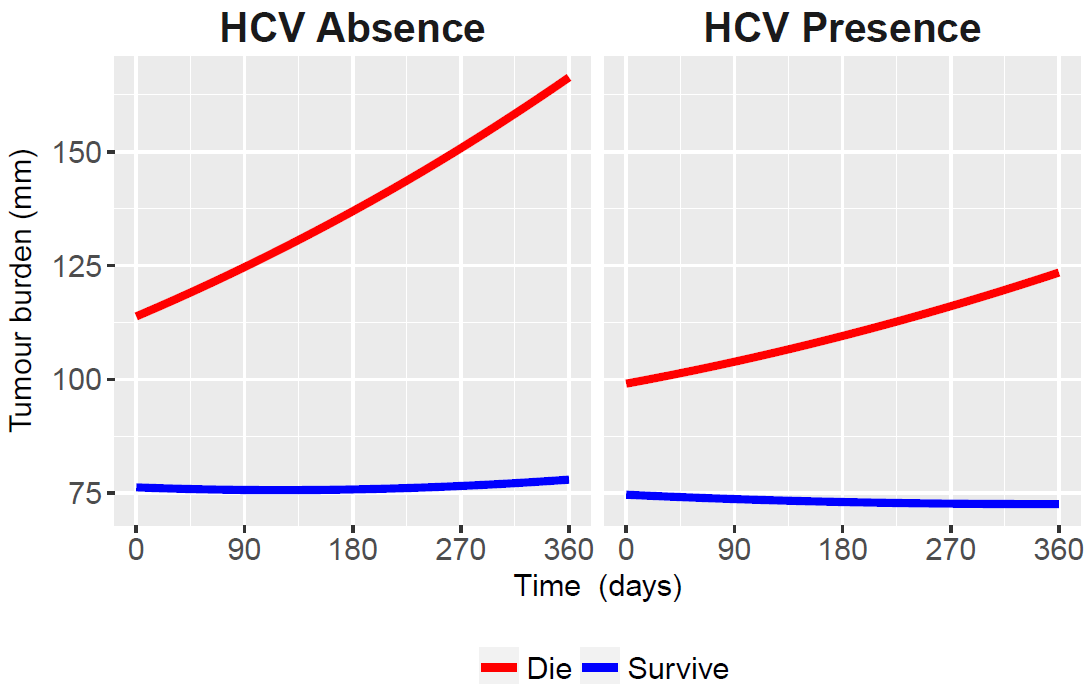 HCV Absence HCV Presence
Tumour burden (mm)
150
125
100
75
0 90 180 270 360 0 90 180 270 360
Time (days)
Die Survive